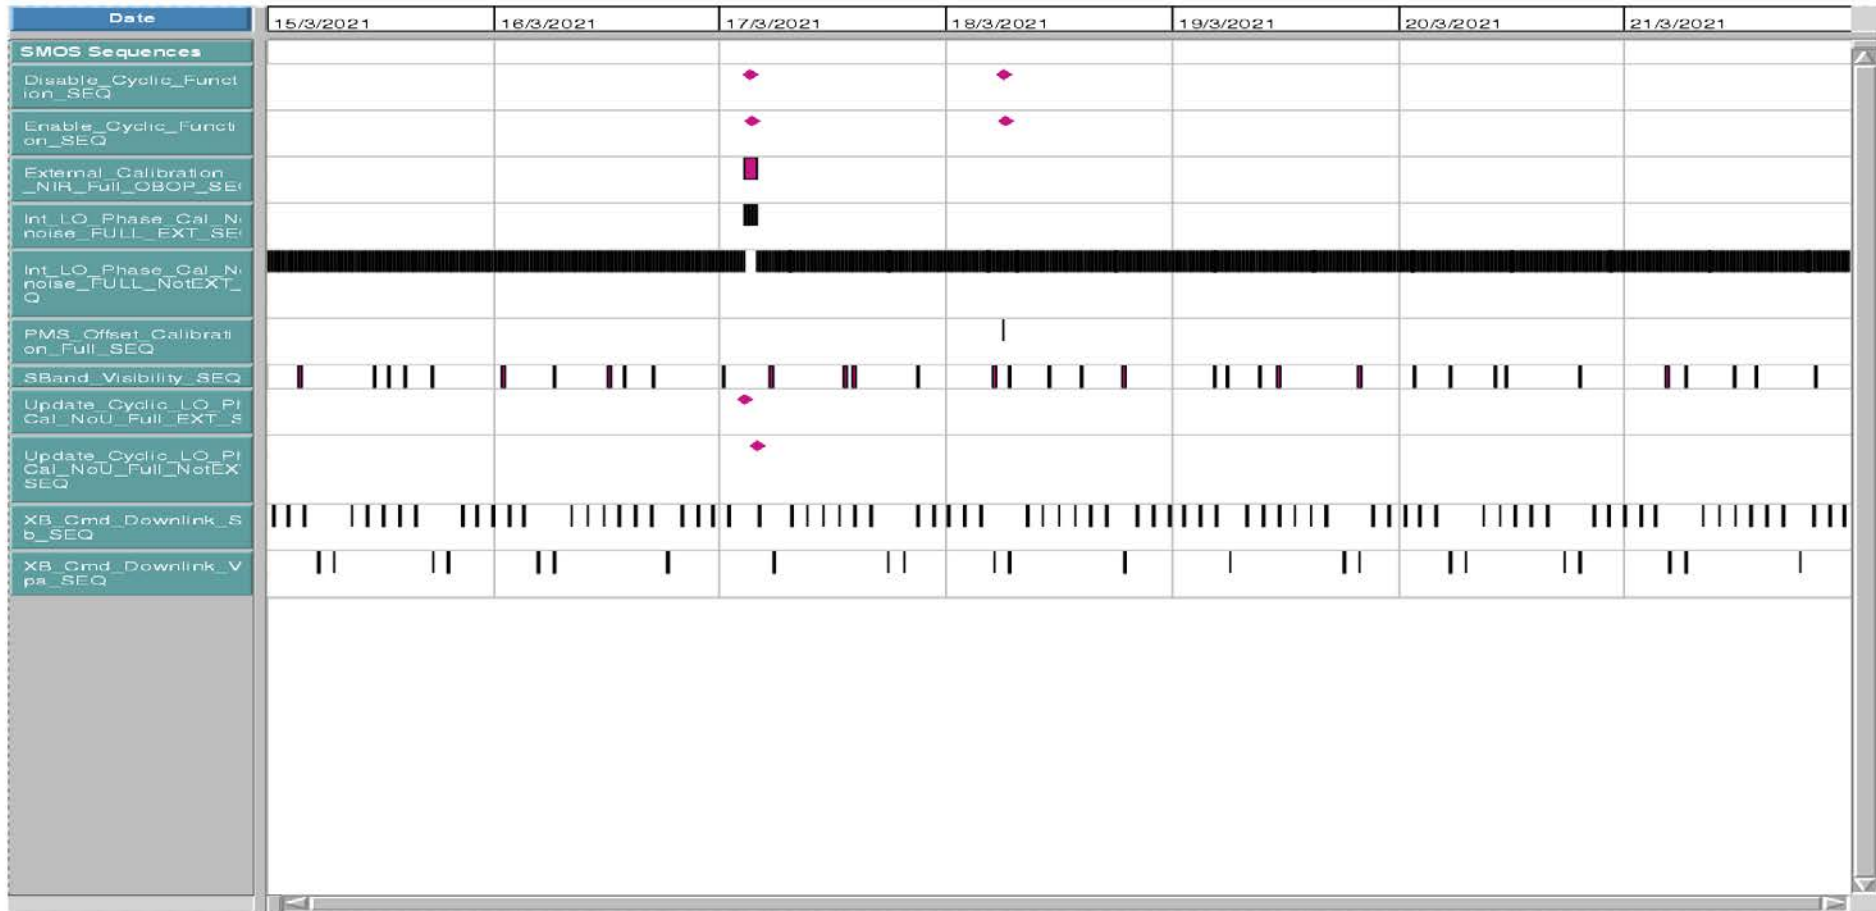 Date
15/3/2021
16/3/2021
17/3/2021
18/3/2021
19/3/2021
20/3/2021
21/3/2021
SMOS Sequences
Disable_Cyclic_Funct
ion_SEQ
Enable_Cyclic_Functi
on_SEQ
External_Calibration
_NIR_Full_OBOP_SE
Int_LO_Phase_Cal_N
noise_FULL_EXT_SE
Int_LO_Phase_Cal_N
noise_FULL_NotEXT_
Q
PMS_Offset_Calibrati
on_Full_SEQ
SBand_Visibility_SEQ
Update_Cyclic_LO_P
Cal_NoU_Full_EXT_S
Update_Cyclic_LO_P
Cal_NoU_Full_NotEX
SEQ
XB_Cmd_Downlink_S
b_SEQ
XB_Cmd_Downlink_V
pa_SEQ